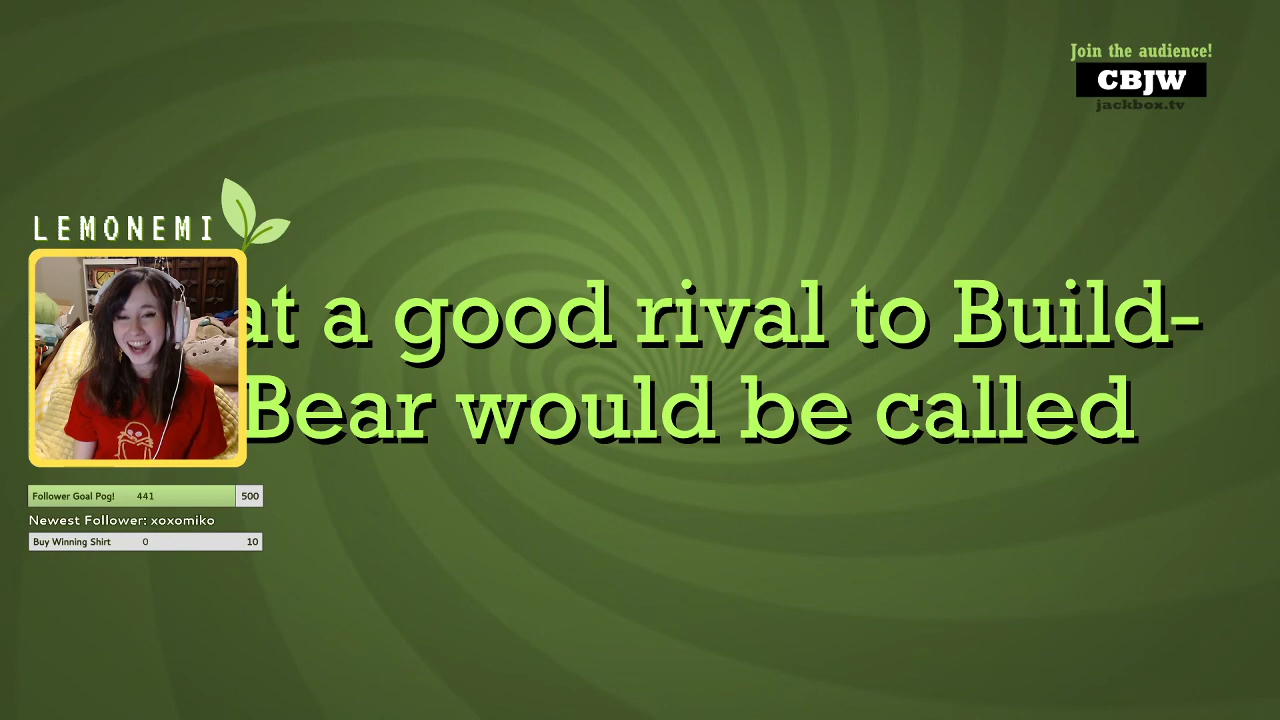 Join the audience!
CBJW
jackbox.tv
LEMONEMI
at a good rival to Build-
Bear would be called
Follower Goal Pog! 441 500
Newest Follower: xoxomiko
Buy Winning Shirt 0 10